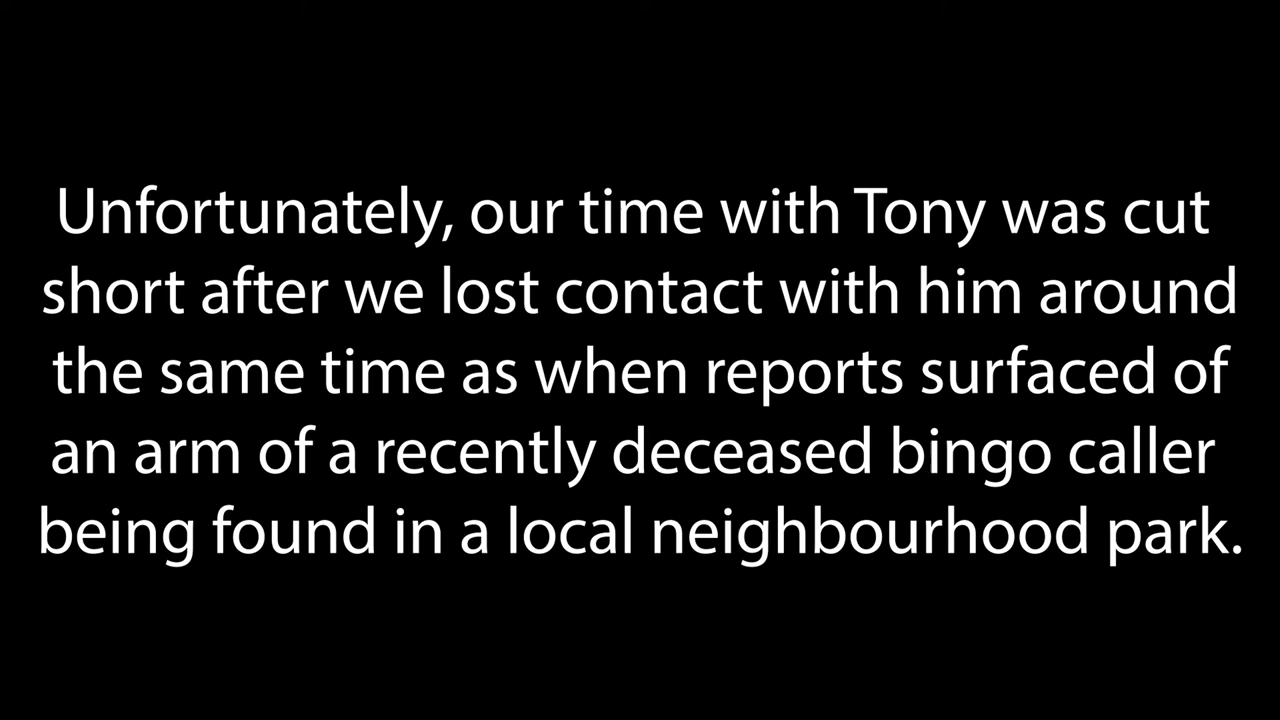 Unfortunately, our time with Tony was cut
short after we lost contact with him around
the same time as when reports surfaced of
an arm of a recently deceased bingo caller
being found in a local neighbourhood park.